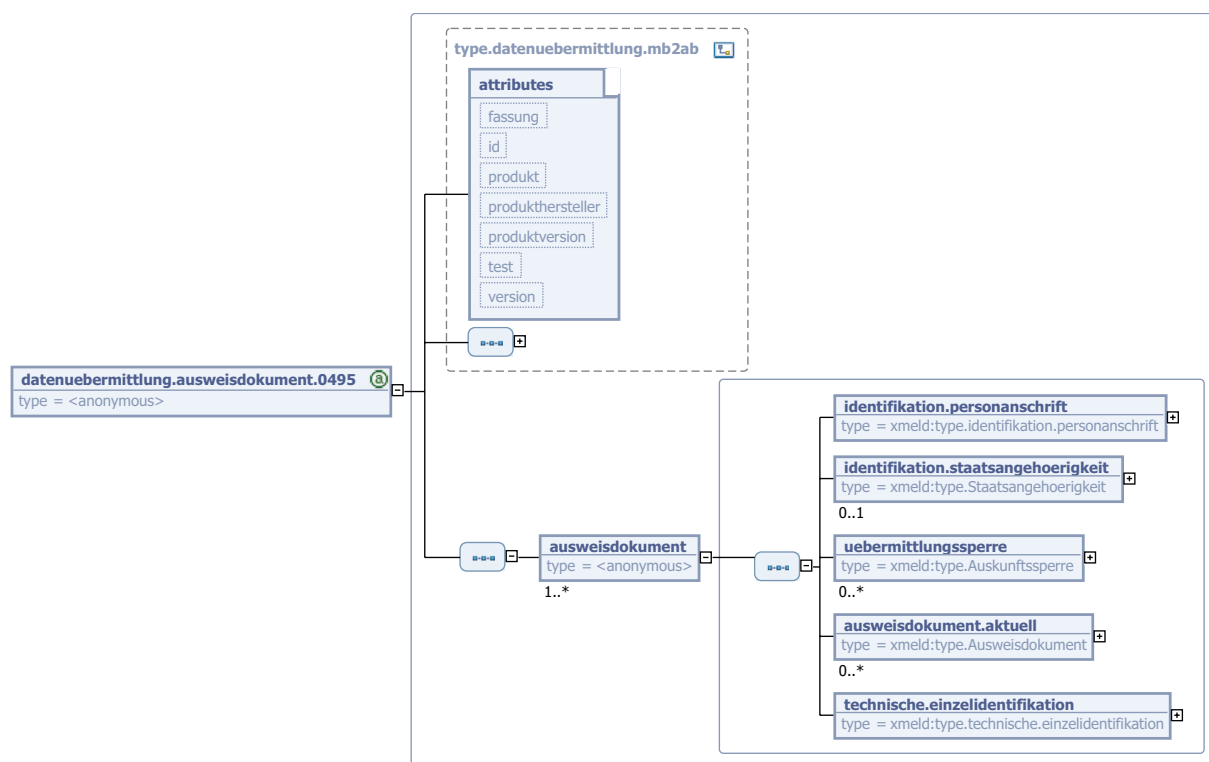 type.datenuebermittlung.mb2ab
attributes
fassung
id
produkt
produkthersteller
produktversion
test
version
datenuebermittlung.ausweisdokument.0495
a
type = <anonymous>
ausweisdokument
type = <anonymous>
1..*
identifikation.personanschrift
type = xmeld:type.identifikation.personanschrift
identifikation.staatsangehoerigkeit
type = xmeld:type.Staatsangehoerigkeit
0..1
uebermittlungssperre
type = xmeld:type.Auskunftssperre
0..*
ausweisdokument.aktuell
type = xmeld:type.Ausweisdokument
0..*
technische.einzelidentifikation
type = xmeld:type.technische.einzelidentifikation